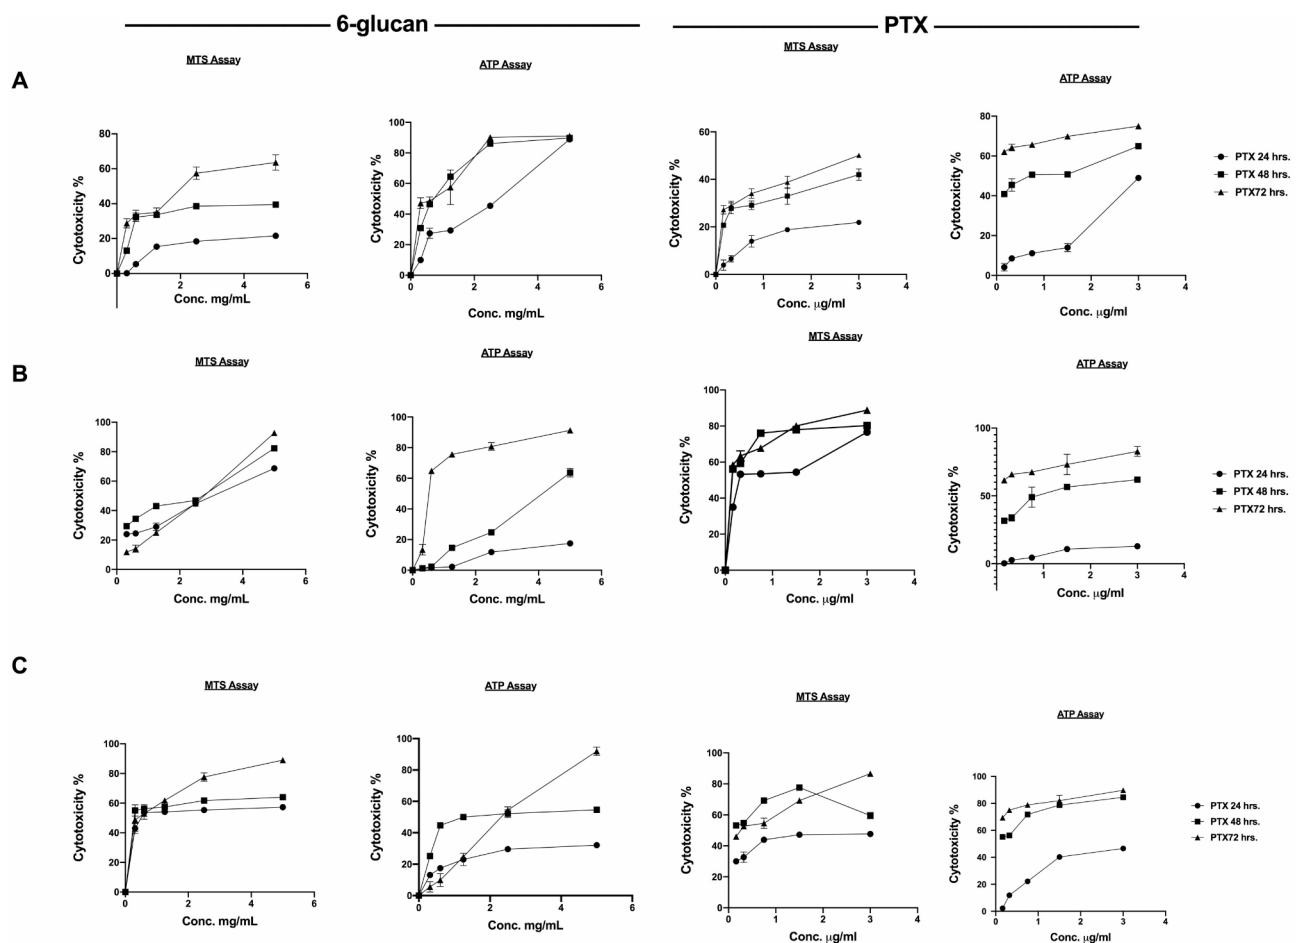 6-glucan PTX
A
MTS Assay
ATP Assay
MTS Assay
ATP Assay
Cytotoxicity %
80
60
40
20
0
2 4 6
Conc. mg/mL
Cytotoxicity %
100
80
60
40
20
0
0 2 4 6
Conc. mg/mL
Cytotoxicity %
60
40
20
0
0 1 2 3 4
Conc. μg/ml
Cytotoxicity %
80
60
40
20
0
0 1 2 3 4
Conc. μg/ml
PTX 24 hrs.
PTX 48 hrs.
PTX72 hrs.
B
MTS Assay
ATP Assay
MTS Assay
ATP Assay
Cytotoxicity %
100
80
60
40
20
0
0 2 4 6
Conc. mg/mL
Cytotoxicity %
100
80
60
40
20
0
0 2 4 6
Conc. mg/mL
Cytotoxicity %
80
60
40
20
0
0 1 2 3 4
Conc. μg/ml
Cytotoxicity %
100
50
0
1 2 3 4
Conc. μg/ml
PTX 24 hrs.
PTX 48 hrs.
PTX72 hrs.
C
MTS Assay
ATP Assay
MTS Assay
ATP Assay
Cytotoxicity %
100
80
60
40
20
0
0 2 4 6
Conc. mg/mL
Cytotoxicity %
100
80
60
40
20
0
0 2 4 6
Conc. mg/mL
Cytotoxicity %
100
80
60
40
20
0
0 1 2 3 4
Conc. μg/ml
Cytotoxicity %
100
80
60
40
20
0
0 1 2 3 4
Conc. μg/ml
PTX 24 hrs.
PTX 48 hrs.
PTX72 hrs.